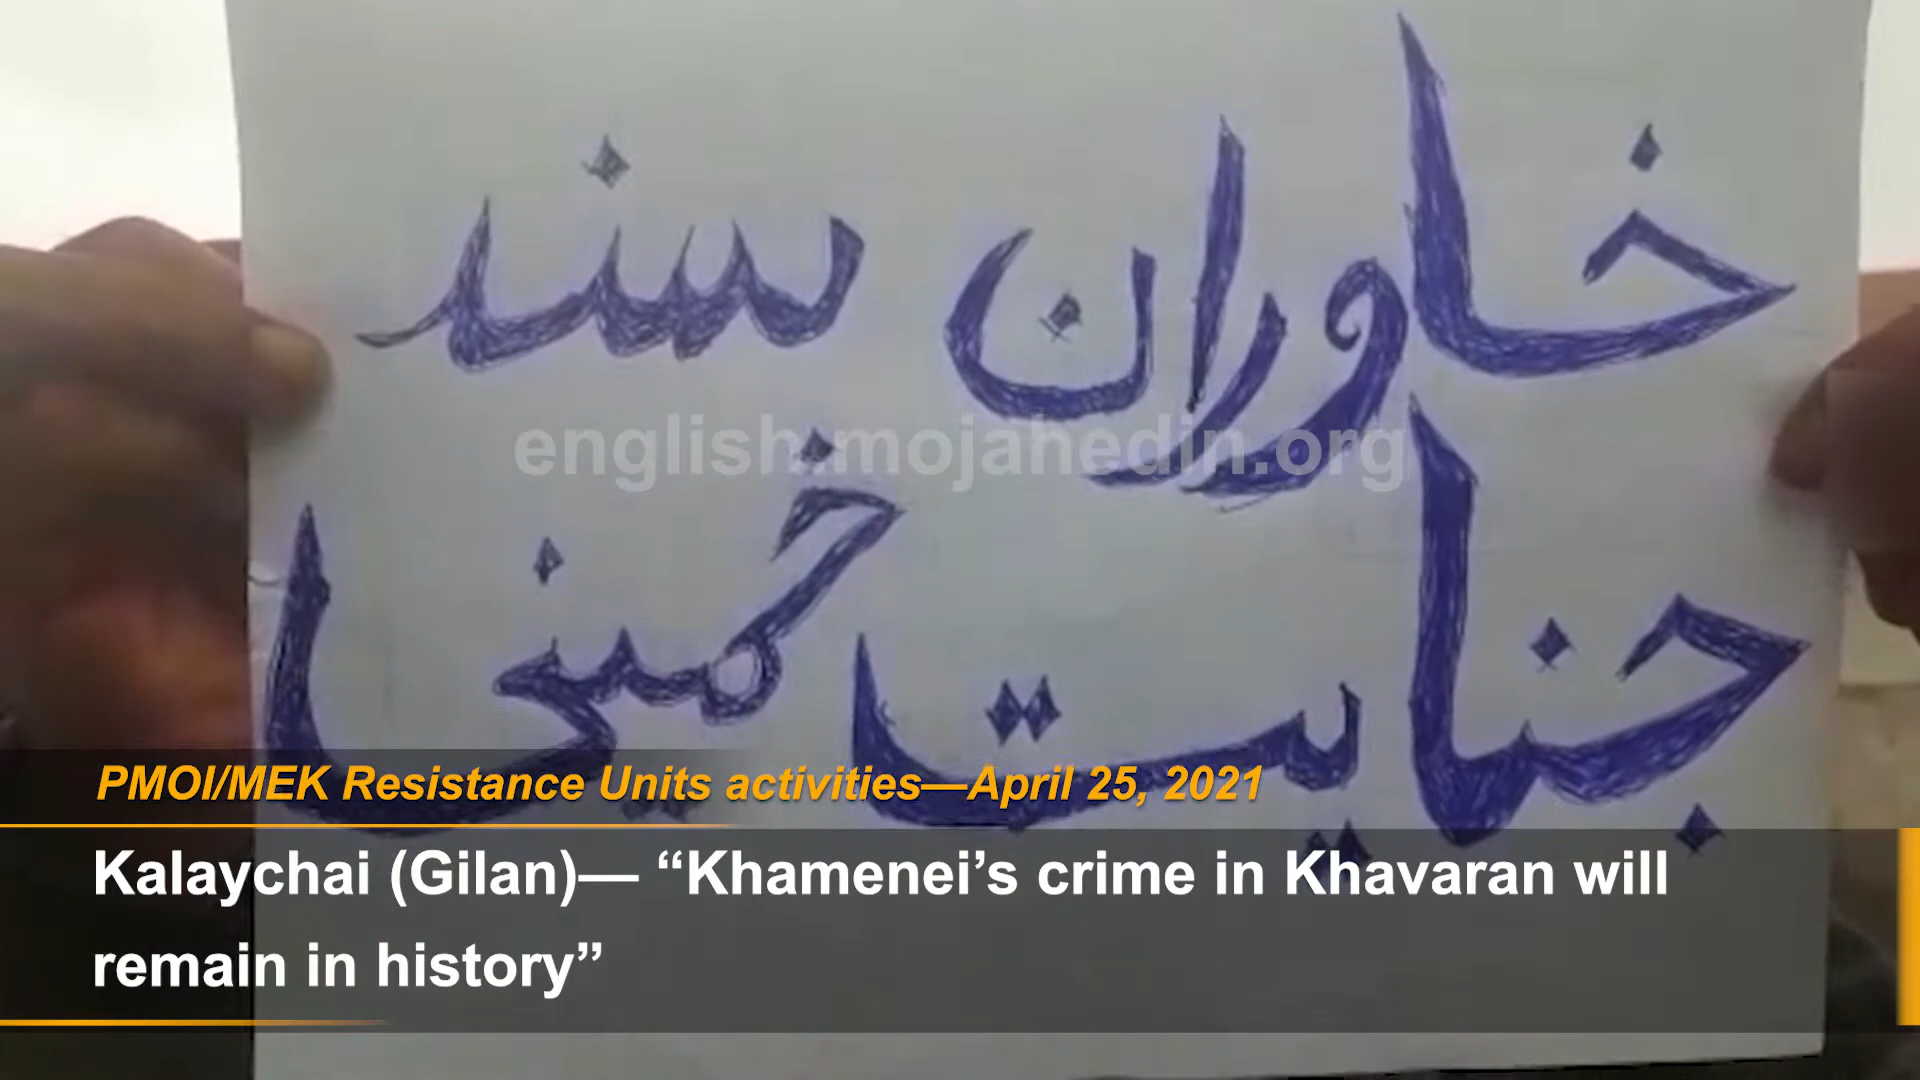 خاوران سند
جنایت خمینی
english.mojahedin.org
PMOI/MEK Resistance Units activities—April 25, 2021
Kalaychai (Gilan)— “Khamenei’s crime in Khavaran will
remain in history”